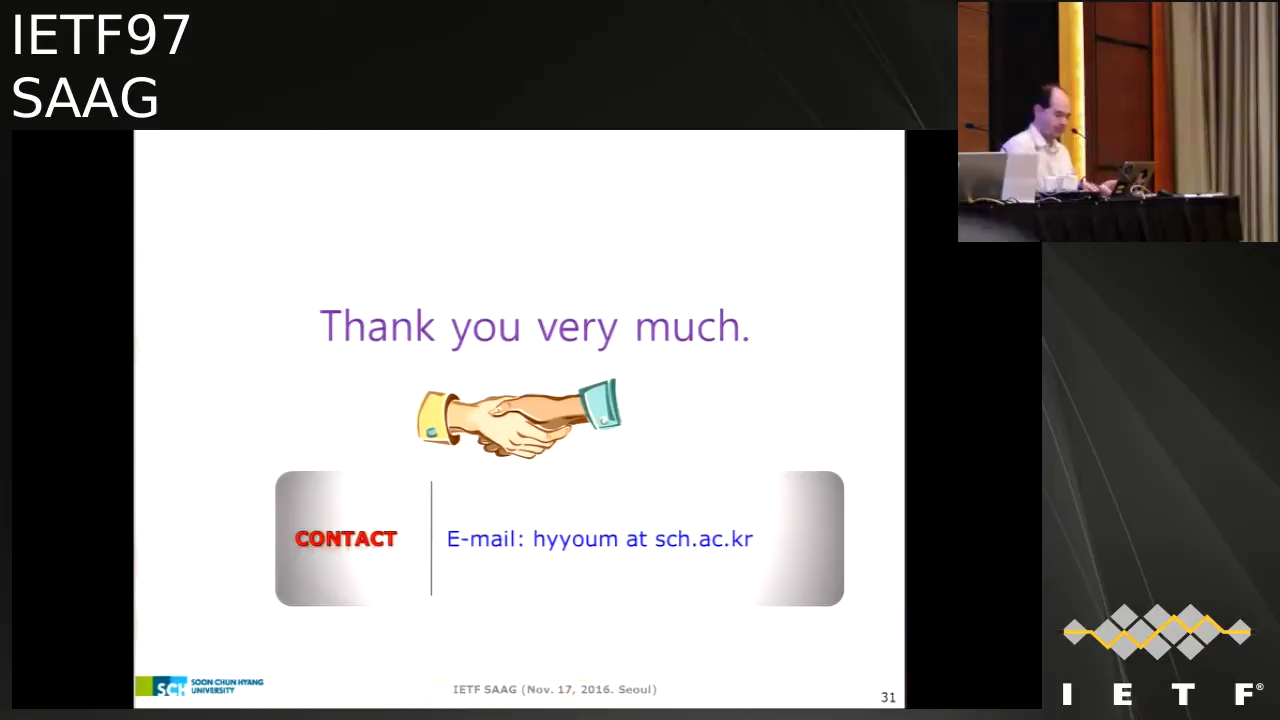 IETF97
SAAG
Thank you very much.
CONTACT
E-mail: hyyoum at sch.ac.kr
SCH SOON CHUN HYANG
UNIVERSITY
IETF SAAG (Nov. 17, 2016. Seoul)
31
I E T F®